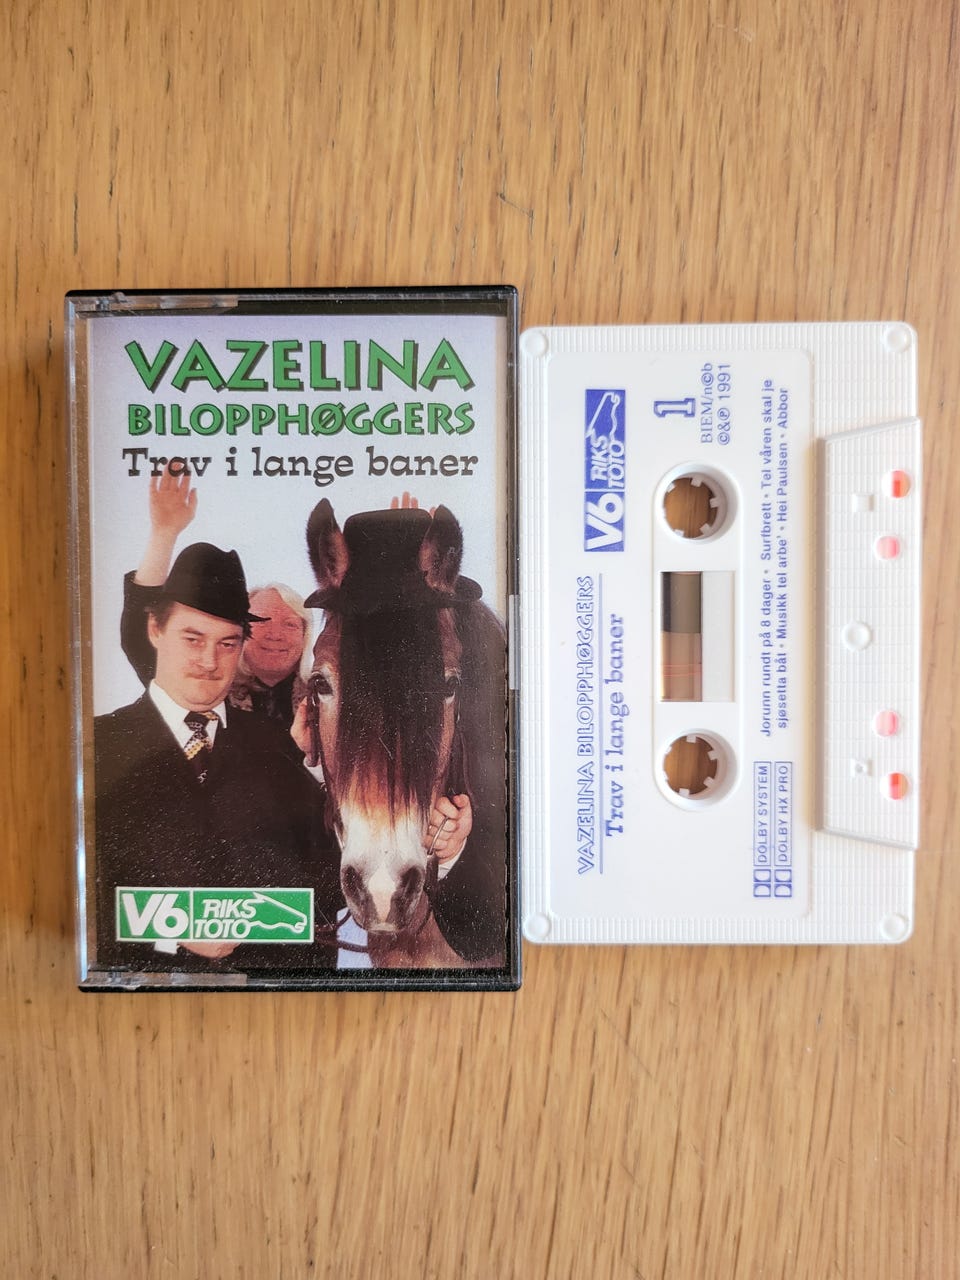 VAZELINA
BILOPPHØGGERS
Trav i lange baner
V6 RIKS
TOTO
VAZELINA BILOPPHØGGERS
Trav i lange baner
V6 RIKS
TOTO
1
BIEM/n©b
©&℗ 1991
Jorunn rundt på 8 dager • Surfbrett • Tel våren skal je
sjøsetta båt • Musikk tel arbe' • Hei Paulsen • Abbor
DOLBY SYSTEM
DOLBY HX PRO